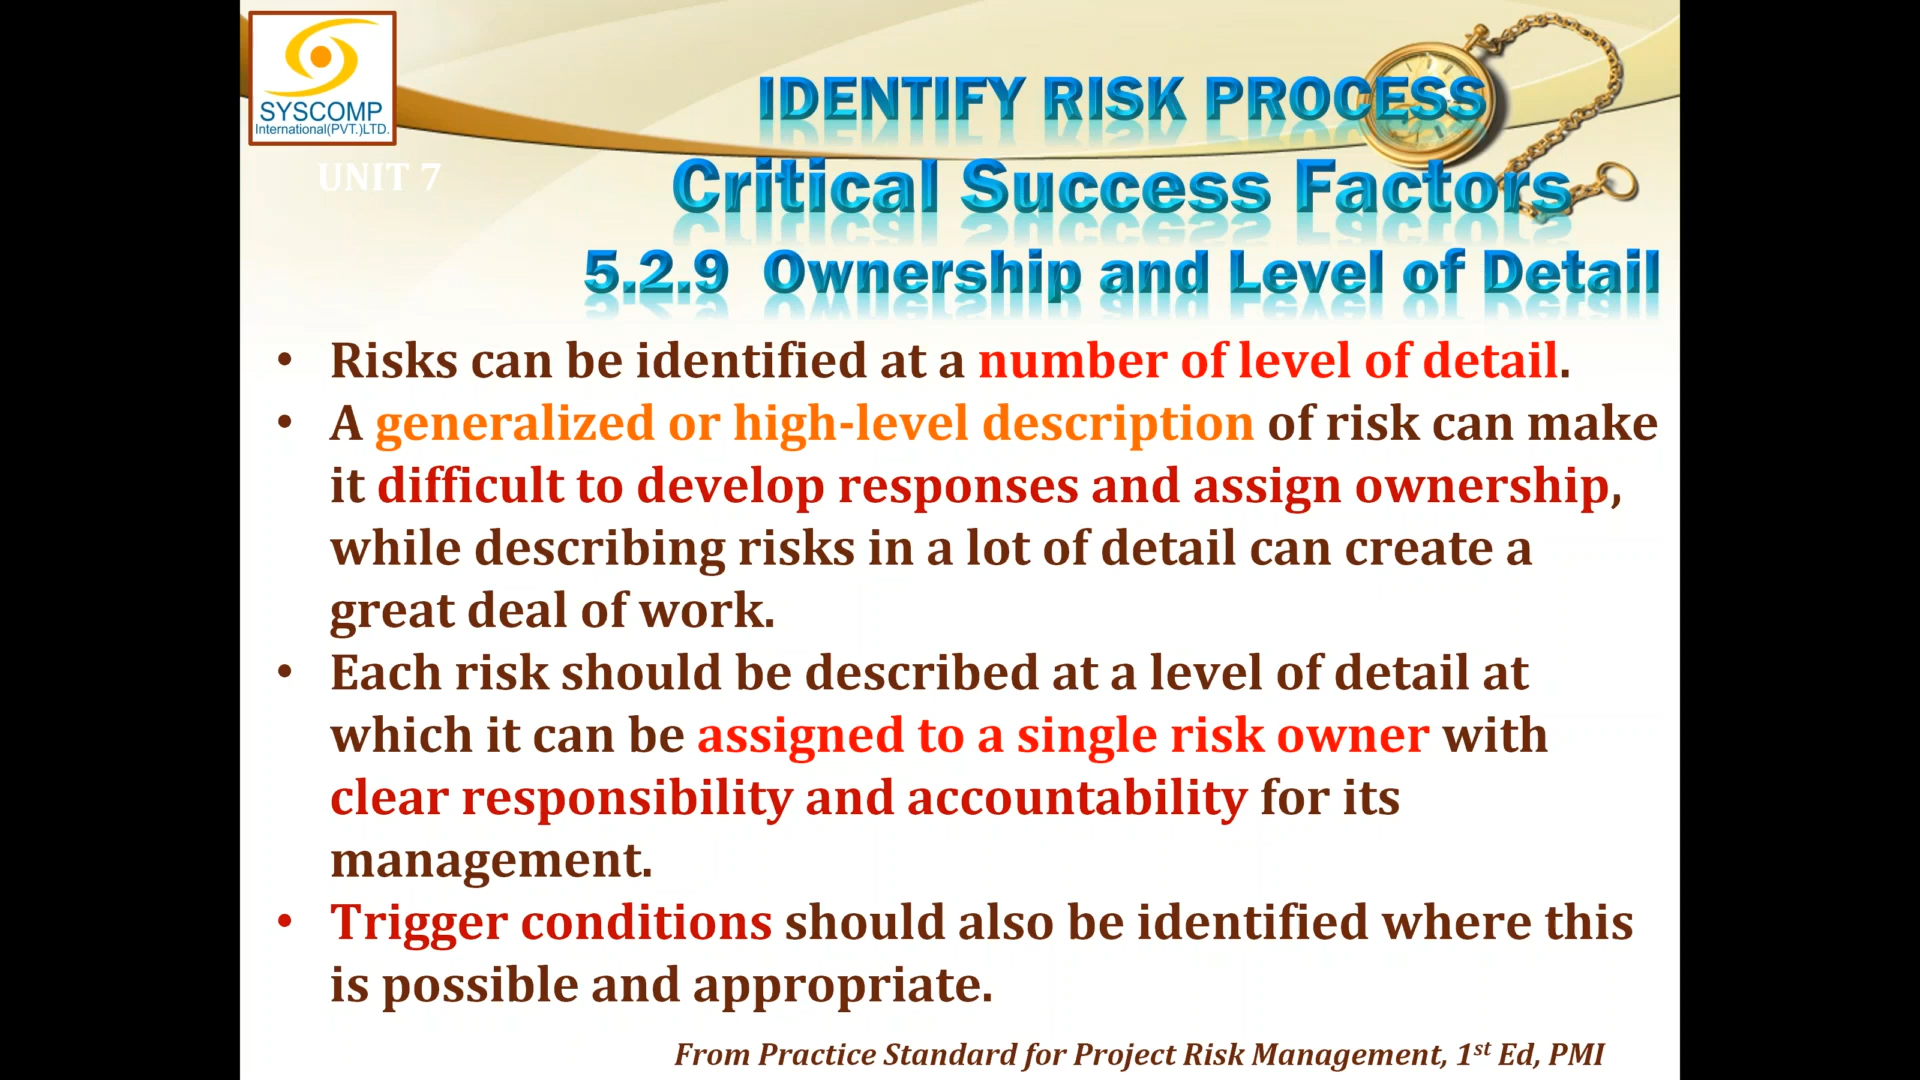 SYSCOMP
International(PVT.)LTD.
UNIT 7
IDENTIFY RISK PROCESS
Critical Success Factors
5.2.9 Ownership and Level of Detail
• Risks can be identified at a number of level of detail.
• A generalized or high-level description of risk can make
it difficult to develop responses and assign ownership,
while describing risks in a lot of detail can create a
great deal of work.
• Each risk should be described at a level of detail at
which it can be assigned to a single risk owner with
clear responsibility and accountability for its
management.
• Trigger conditions should also be identified where this
is possible and appropriate.
From Practice Standard for Project Risk Management, 1st Ed, PMI